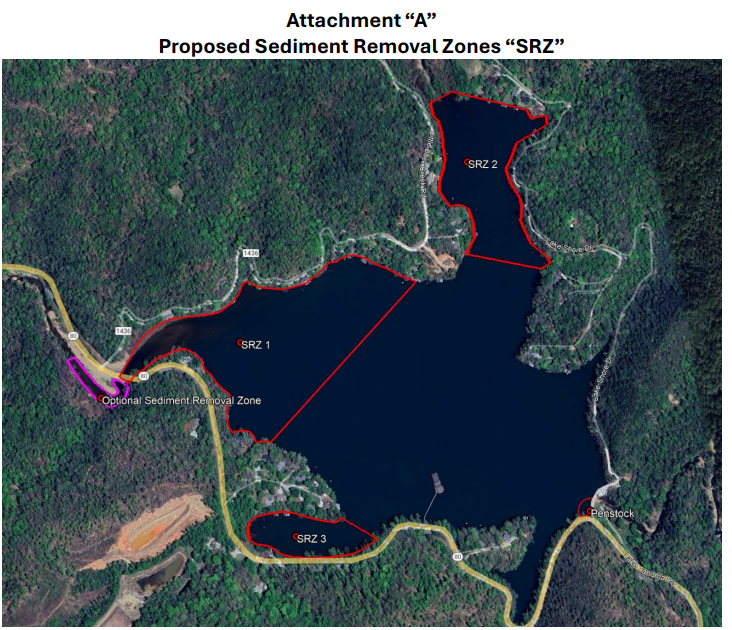 Attachment “A”
Proposed Sediment Removal Zones “SRZ”
SRZ 2
Lake Shore Dr
1436
1436
80
SRZ 1
80
Optional Sediment Removal Zone
Lake Shore Dr
Penstock
SRZ 3
80